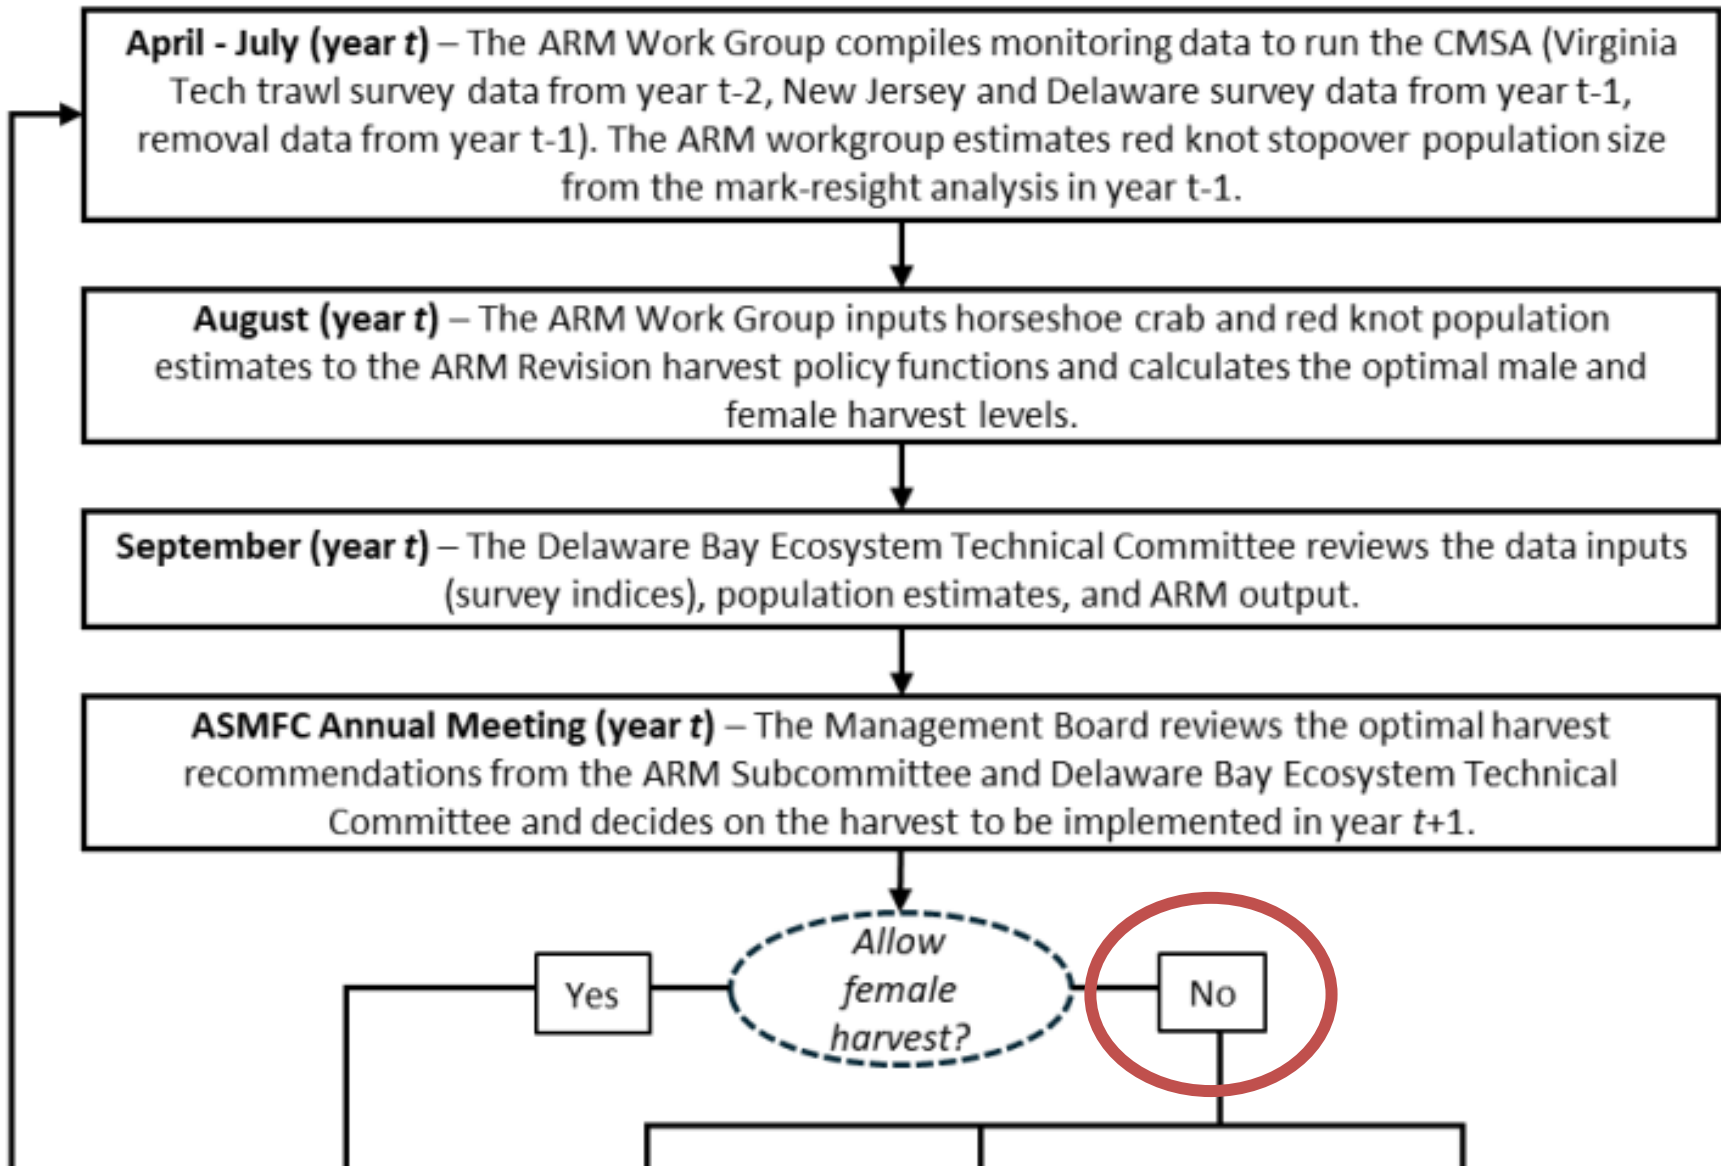 April - July (year t) – The ARM Work Group compiles monitoring data to run the CMSA (Virginia
Tech trawl survey data from year t-2, New Jersey and Delaware survey data from year t-1,
removal data from year t-1). The ARM workgroup estimates red knot stopover population size
from the mark-resight analysis in year t-1.
August (year t) – The ARM Work Group inputs horseshoe crab and red knot population
estimates to the ARM Revision harvest policy functions and calculates the optimal male and
female harvest levels.
September (year t) – The Delaware Bay Ecosystem Technical Committee reviews the data inputs
(survey indices), population estimates, and ARM output.
ASMFC Annual Meeting (year t) – The Management Board reviews the optimal harvest
recommendations from the ARM Subcommittee and Delaware Bay Ecosystem Technical
Committee and decides on the harvest to be implemented in year t+1.
Allow
female
harvest?
Yes
No